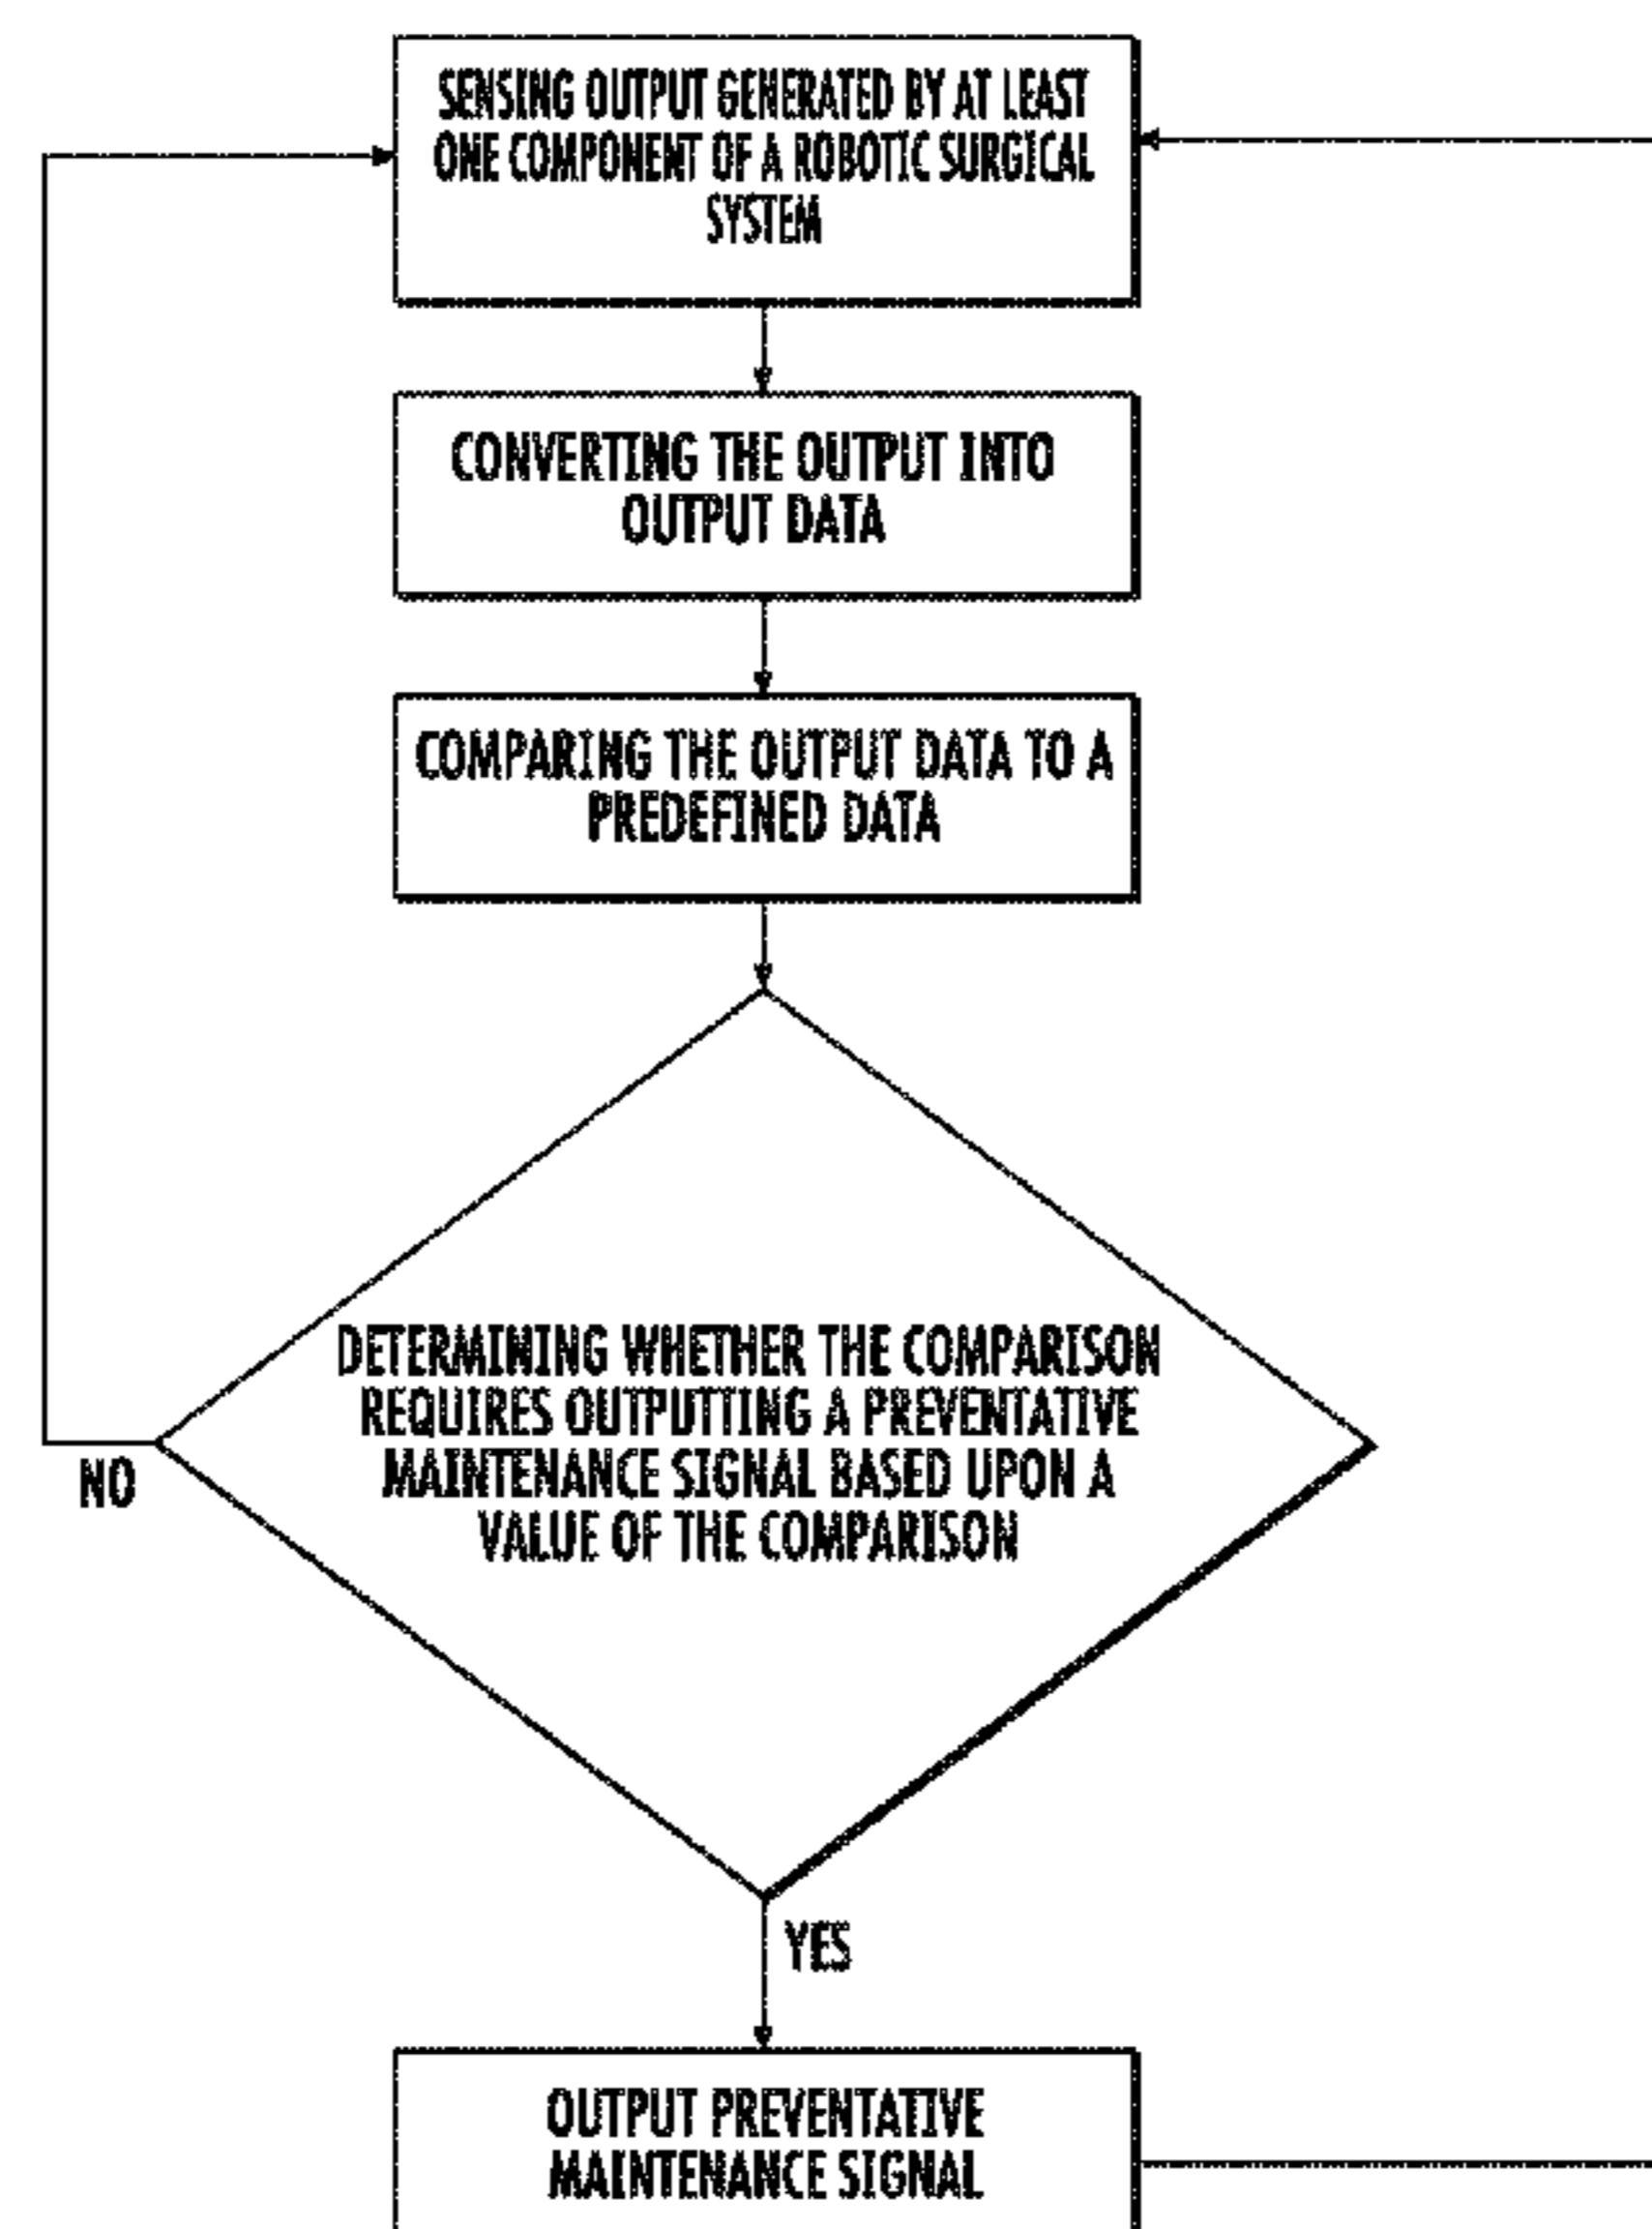 SENSING OUTPUT GENERATED BY AT LEAST
ONE COMPONENT OF A ROBOTIC SURGICAL
SYSTEM
CONVERTING THE OUTPUT INTO
OUTPUT DATA
COMPARING THE OUTPUT DATA TO A
PREDEFINED DATA
DETERMINING WHETHER THE COMPARISON
REQUIRES OUTPUTTING A PREVENTATIVE
MAINTENANCE SIGNAL BASED UPON A
VALUE OF THE COMPARISON
NO
YES
OUTPUT PREVENTATIVE
MAINTENANCE SIGNAL